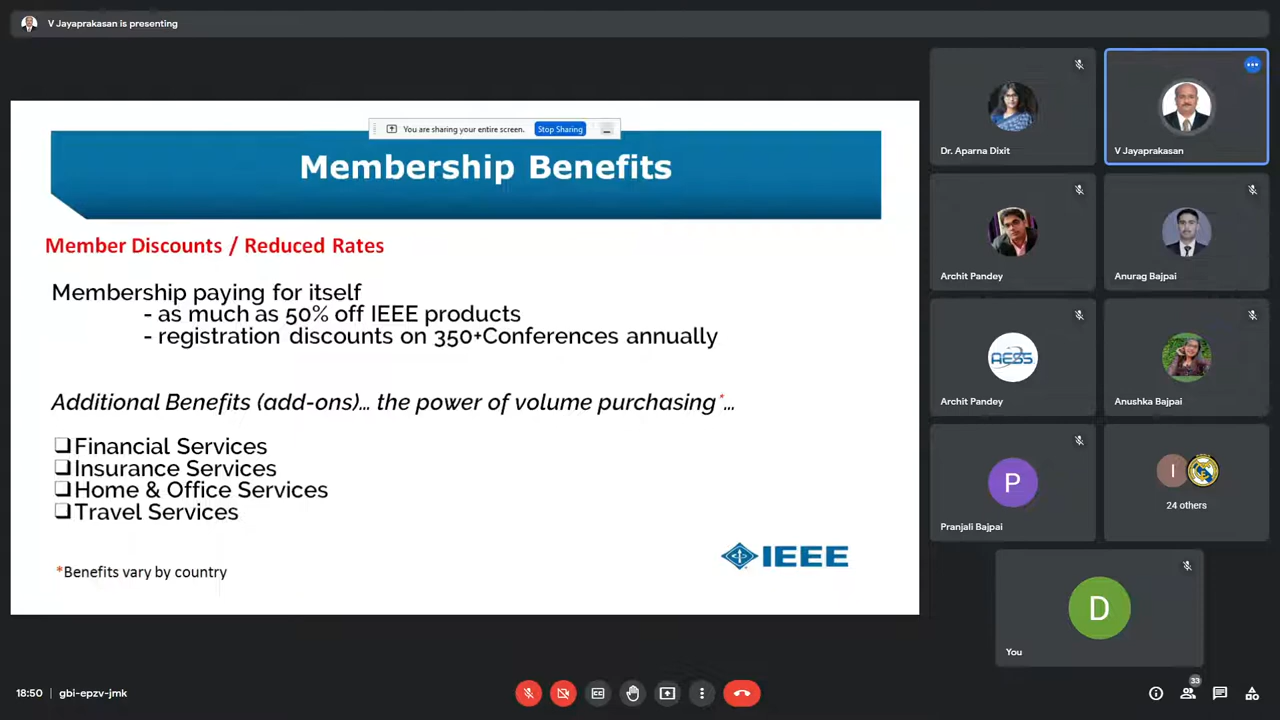 V Jayaprakasan is presenting
You are sharing your entire screen. Stop Sharing
Membership Benefits
Member Discounts / Reduced Rates
Membership paying for itself
- as much as 50% off IEEE products
- registration discounts on 350+Conferences annually
Additional Benefits (add-ons)... the power of volume purchasing*...
❑Financial Services
❑Insurance Services
❑Home & Office Services
❑Travel Services
*Benefits vary by country
IEEE
Dr. Aparna Dixit
V Jayaprakasan
Archit Pandey
Anurag Bajpai
AESS
Archit Pandey
Anushka Bajpai
P
Pranjali Bajpai
I
24 others
D
You
18:50 | gbi-epzv-jmk
33